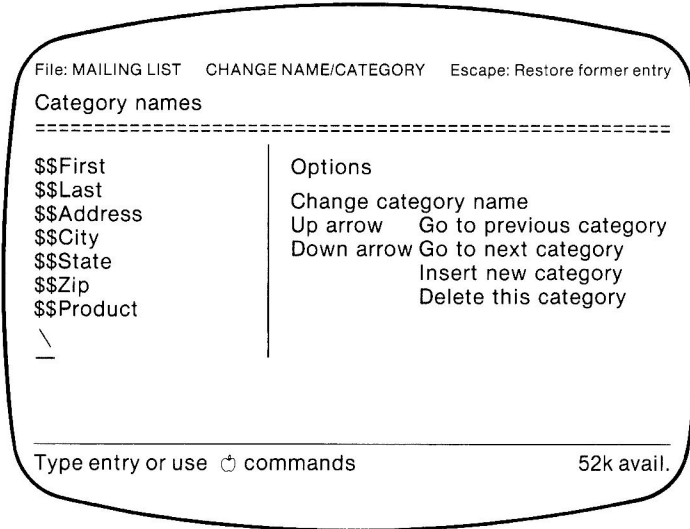 File: MAILING LIST CHANGE NAME/CATEGORY Escape: Restore former entry
Category names
======================================================================
$$First
$$Last
$$Address
$$City
$$State
$$Zip
$$Product
\
Options
Change category name
Up arrow Go to previous category
Down arrow Go to next category
Insert new category
Delete this category
Type entry or use commands 52k avail.